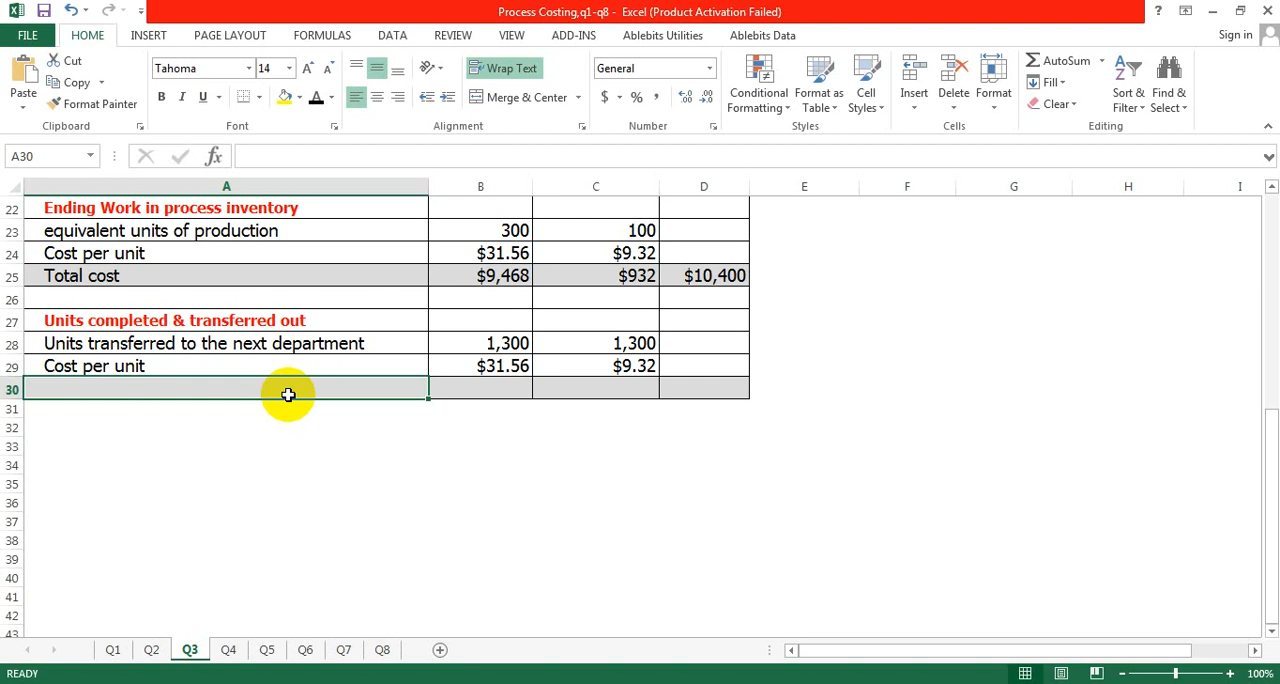 Process Costing,q1-q8 - Excel (Product Activation Failed)
FILE HOME INSERT PAGE LAYOUT FORMULAS DATA REVIEW VIEW ADD-INS Ablebits Utilities Ablebits Data Sign in
Paste
Cut
Copy
Format Painter
Clipboard
Tahoma 14
B I U
Font
Wrap Text
Merge & Center
Alignment
General
$ % ,
Number
Conditional Formatting
Format as Table
Cell Styles
Styles
Insert Delete Format
Cells
AutoSum
Fill
Clear
Sort & Filter
Find & Select
Editing
A30 fx
A B C D E F G H I
22 Ending Work in process inventory
23 equivalent units of production 300 100
24 Cost per unit $31.56 $9.32
25 Total cost $9,468 $932 $10,400
26
27 Units completed & transferred out
28 Units transferred to the next department 1,300 1,300
29 Cost per unit $31.56 $9.32
30
31
32
33
34
35
36
37
38
39
40
41
42
43
Q1 Q2 Q3 Q4 Q5 Q6 Q7 Q8
READY 100%